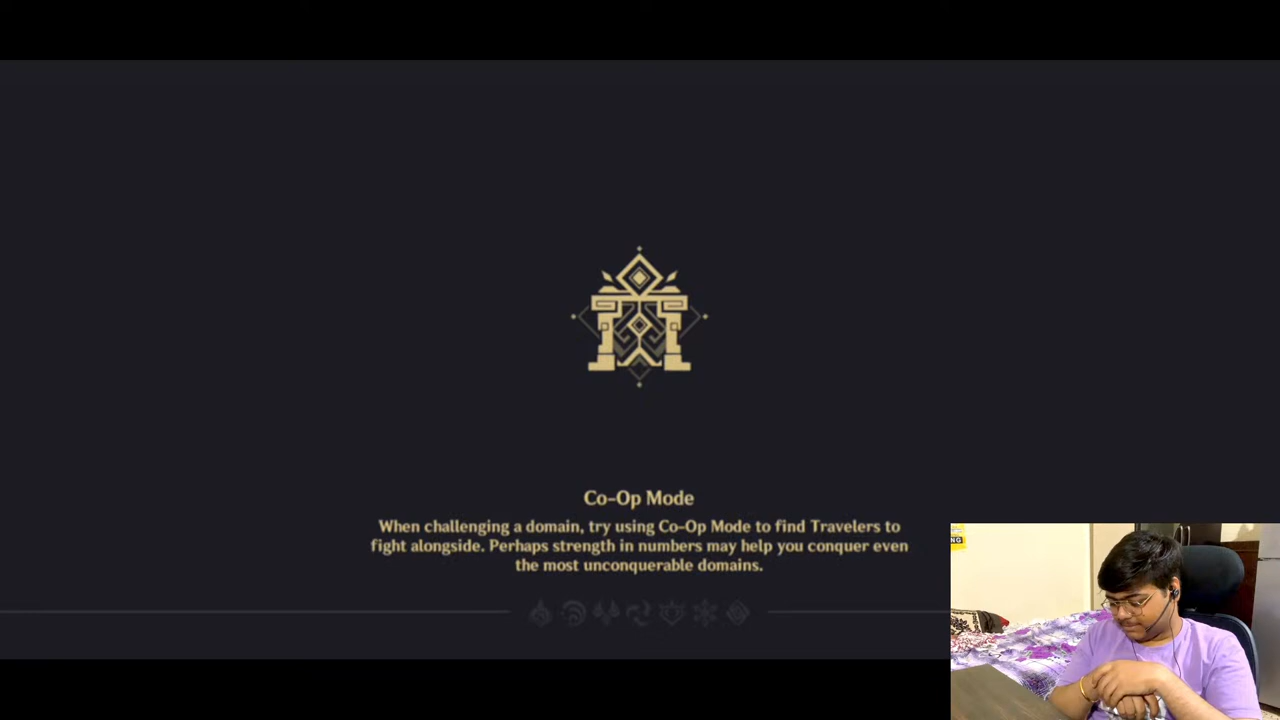 Co-Op Mode
When challenging a domain, try using Co-Op Mode to find Travelers to
fight alongside. Perhaps strength in numbers may help you conquer even
the most unconquerable domains.
NG